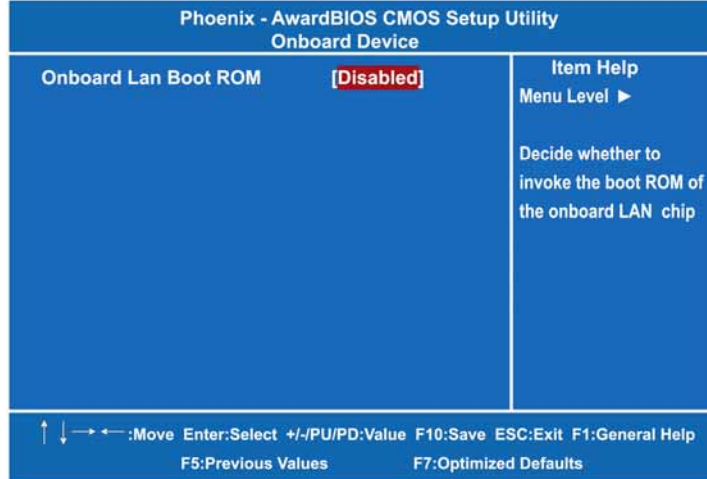 Phoenix - AwardBIOS CMOS Setup Utility
Onboard Device
Onboard Lan Boot ROM [Disabled]
Item Help
Menu Level ►
Decide whether to
invoke the boot ROM of
the onboard LAN chip
↑ ↓ → ← :Move Enter:Select +/-/PU/PD:Value F10:Save ESC:Exit F1:General Help
F5:Previous Values F7:Optimized Defaults